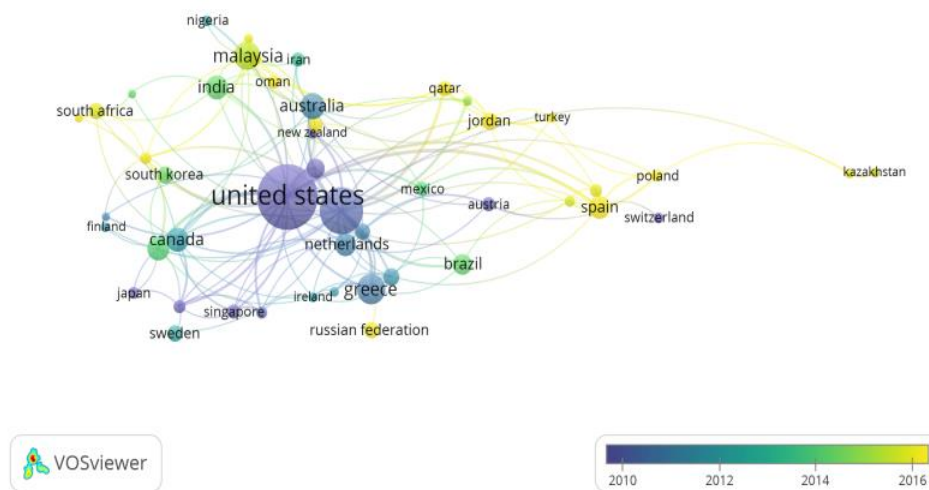 nigeria
malaysia
iran
oman
india
qatar
australia
south africa
jordan
turkey
new zealand
south korea
kazakhstan
poland
mexico
united states
austria
spain
switzerland
finland
canada
netherlands
brazil
japan
greece
ireland
singapore
russian federation
sweden
VOSviewer
2010 2012 2014 2016